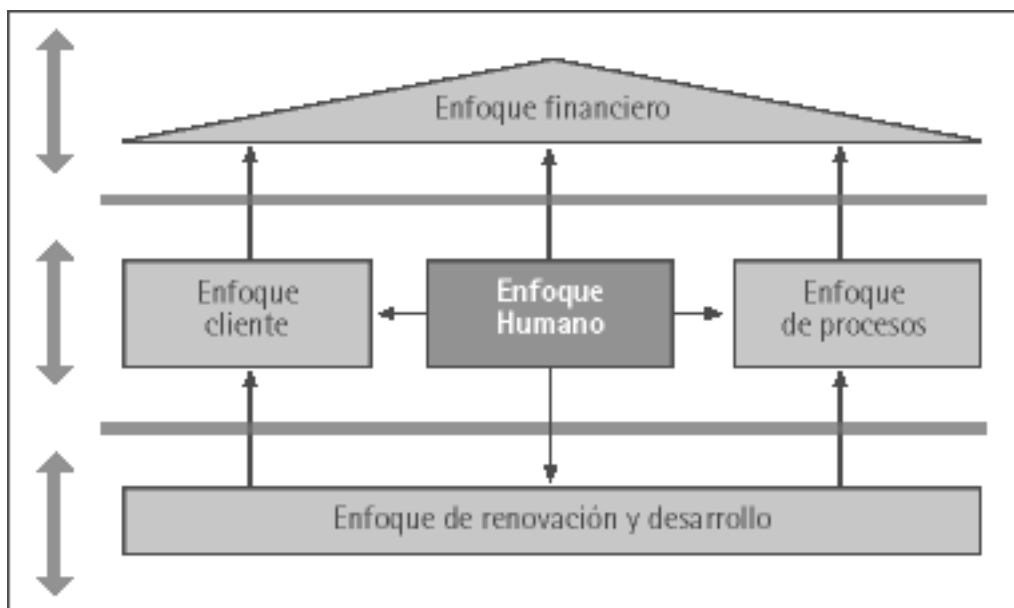 Enfoque financiero
Enfoque
cliente
Enfoque
Humano
Enfoque
de procesos
Enfoque de renovación y desarrollo